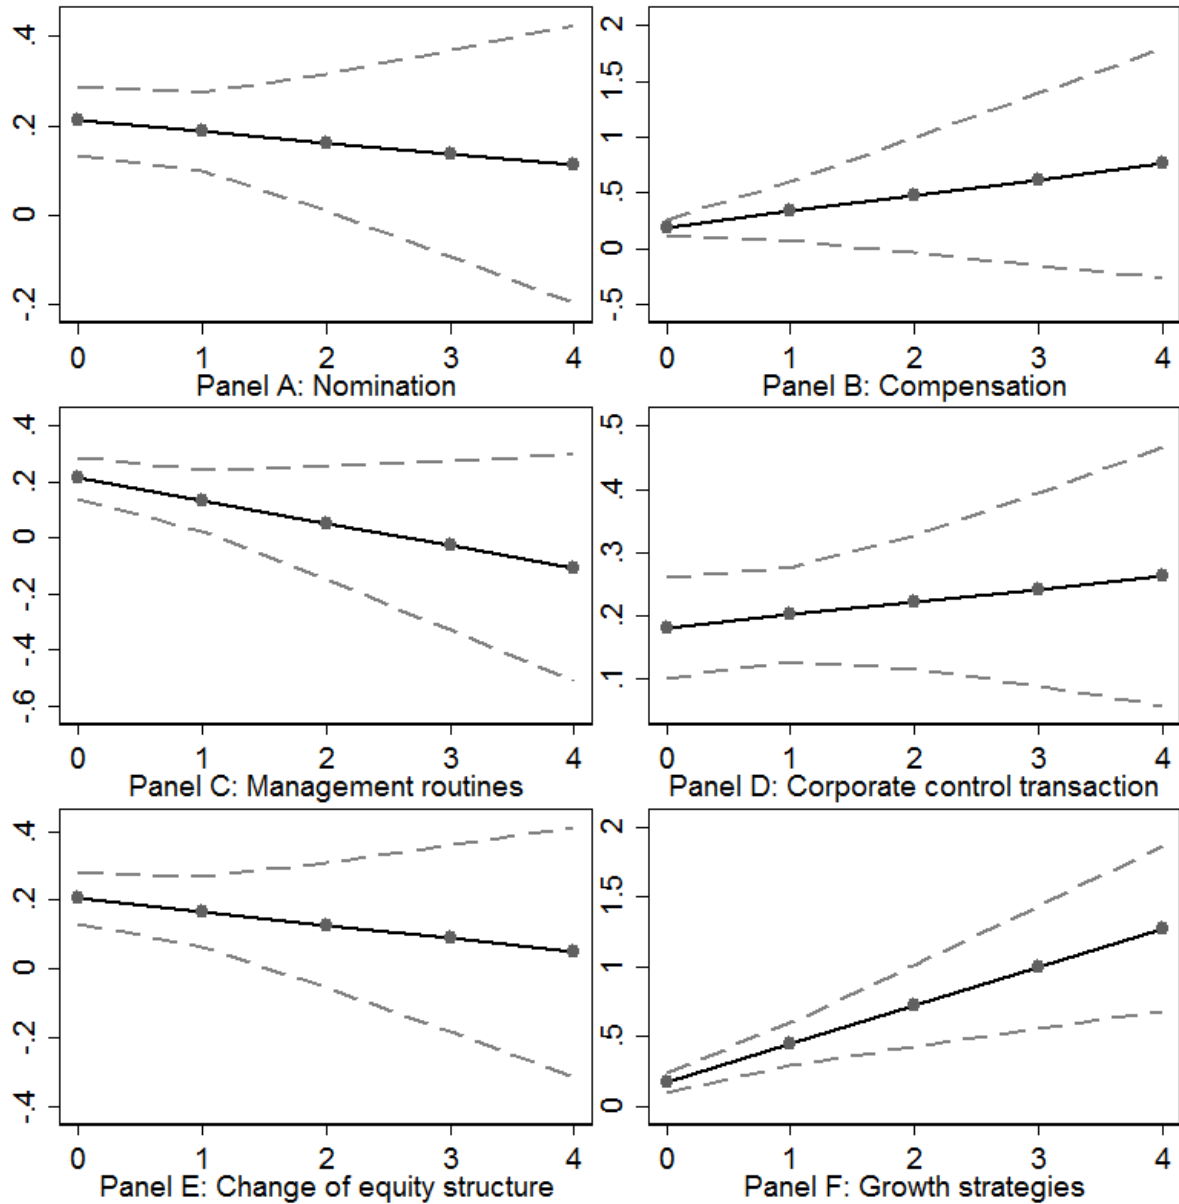 .4
.2
0
-.2
0 1 2 3 4
Panel A: Nomination
2
1.5
1
.5
0
-.5
0 1 2 3 4
Panel B: Compensation
.4
.2
0
-.2
-.4
-.6
0 1 2 3 4
Panel C: Management routines
.5
.4
.3
.2
.1
0 1 2 3 4
Panel D: Corporate control transaction
.4
.2
0
-.2
-.4
0 1 2 3 4
Panel E: Change of equity structure
2
1.5
1
.5
0
0 1 2 3 4
Panel F: Growth strategies